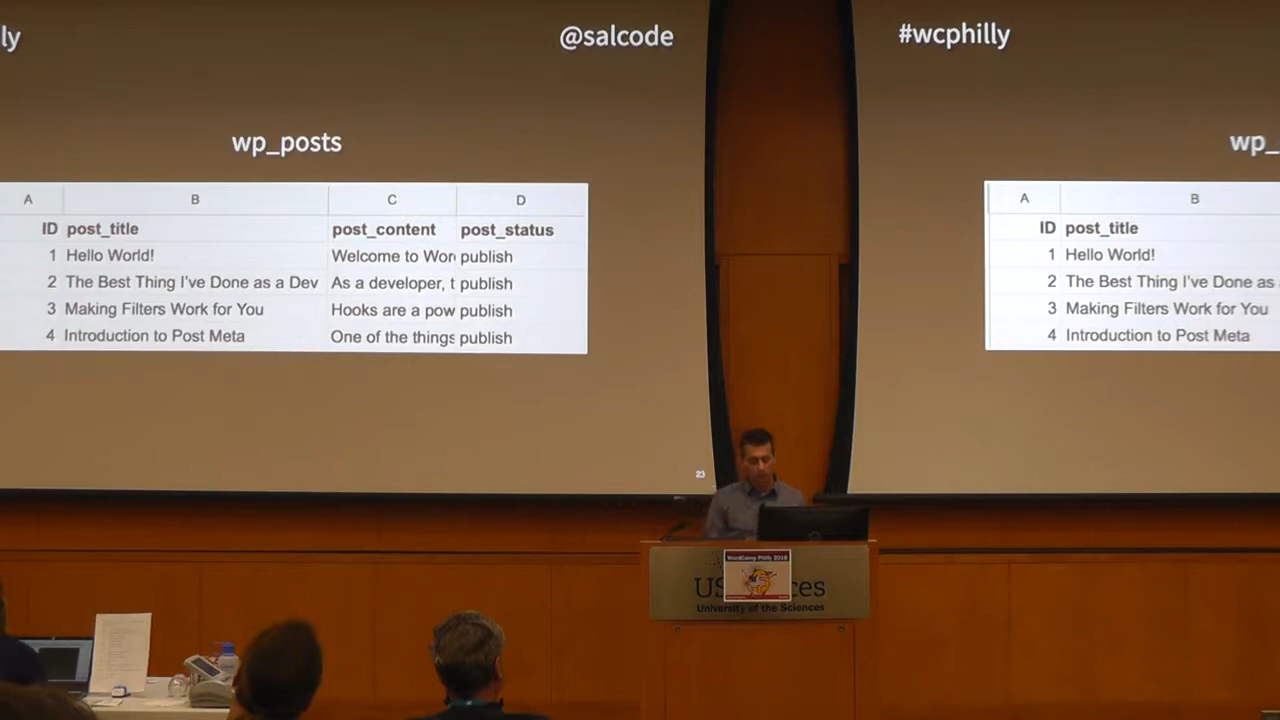 ly
@salcode
wp_posts
A B C D
ID post_title post_content post_status
1 Hello World! Welcome to Wor publish
2 The Best Thing I've Done as a Dev As a developer, t publish
3 Making Filters Work for You Hooks are a pow publish
4 Introduction to Post Meta One of the things publish
23
#wcphilly
wp_
A B
ID post_title
1 Hello World!
2 The Best Thing I've Done as
3 Making Filters Work for You
4 Introduction to Post Meta
WordCamp Philly 2018
US ces
University of the Sciences